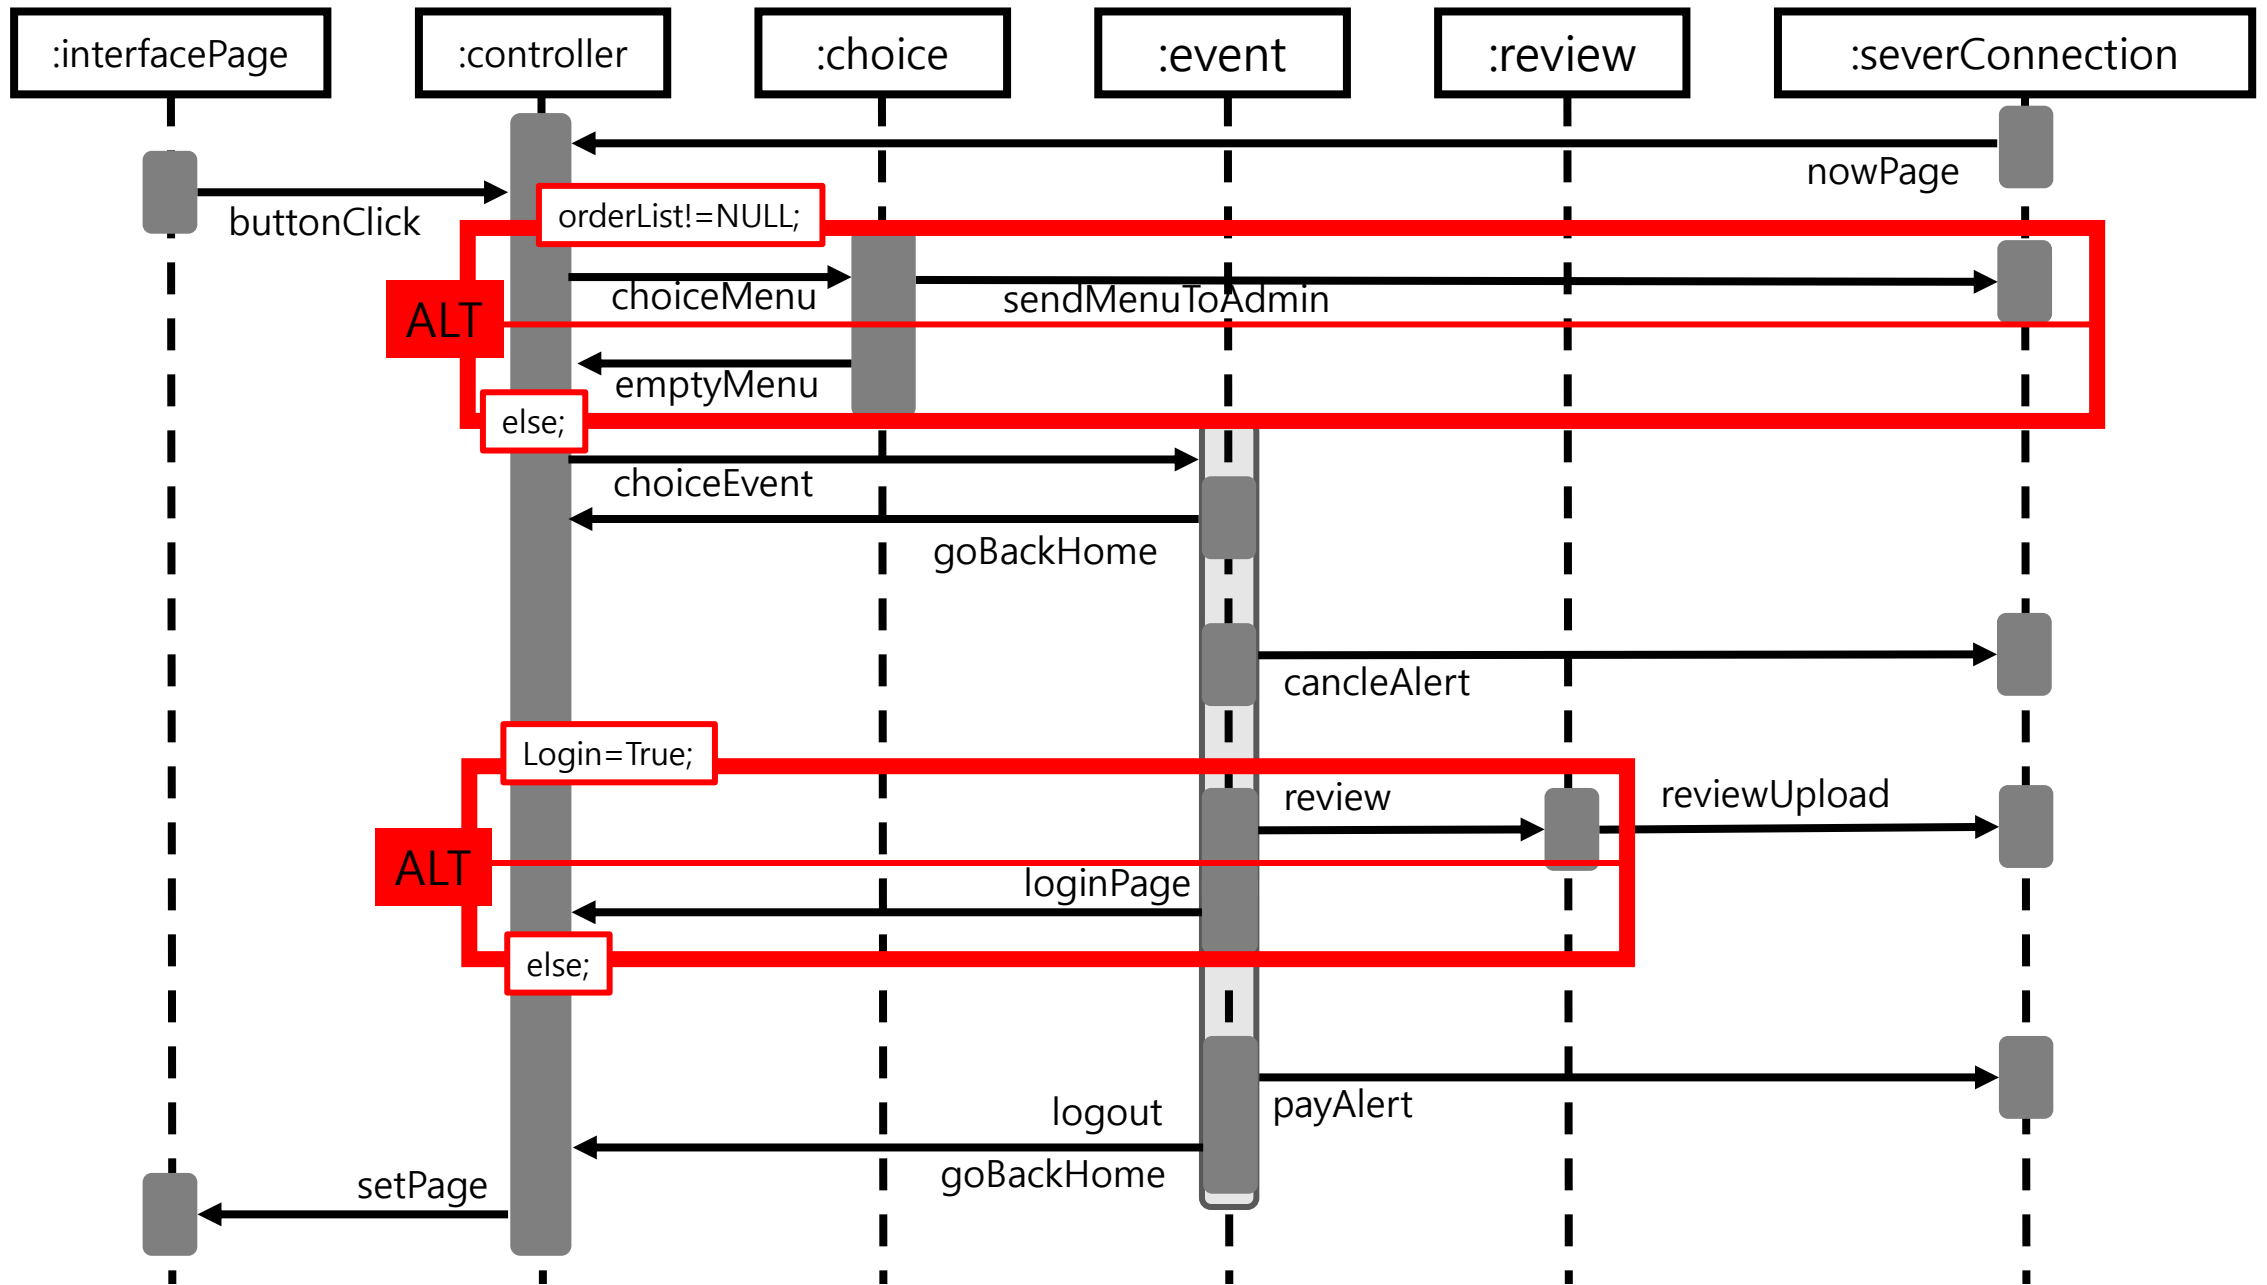 :interfacePage
:controller
:choice
:event
:review
:severConnection
nowPage
buttonClick
orderList!=NULL;
choiceMenu
sendMenuToAdmin
ALT
emptyMenu
else;
choiceEvent
goBackHome
cancleAlert
Login=True;
review
reviewUpload
ALT
loginPage
else;
payAlert
logout
goBackHome
setPage